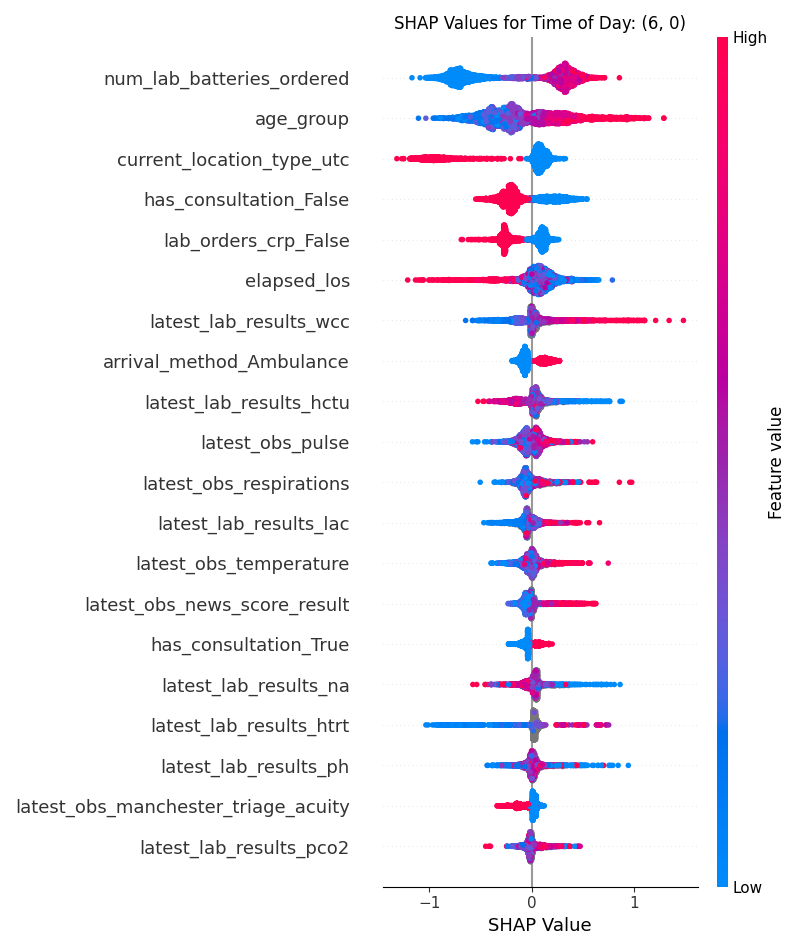 SHAP Values for Time of Day: (6, 0)
High
num_lab_batteries_ordered
age_group
current_location_type_utc
has_consultation_False
lab_orders_crp_False
elapsed_los
latest_lab_results_wcc
arrival_method_Ambulance
latest_lab_results_hctu
latest_obs_pulse
latest_obs_respirations
latest_lab_results_lac
latest_obs_temperature
latest_obs_news_score_result
has_consultation_True
latest_lab_results_na
latest_lab_results_htrt
latest_lab_results_ph
latest_obs_manchester_triage_acuity
latest_lab_results_pco2
Feature value
Low
−1 0 1
SHAP Value